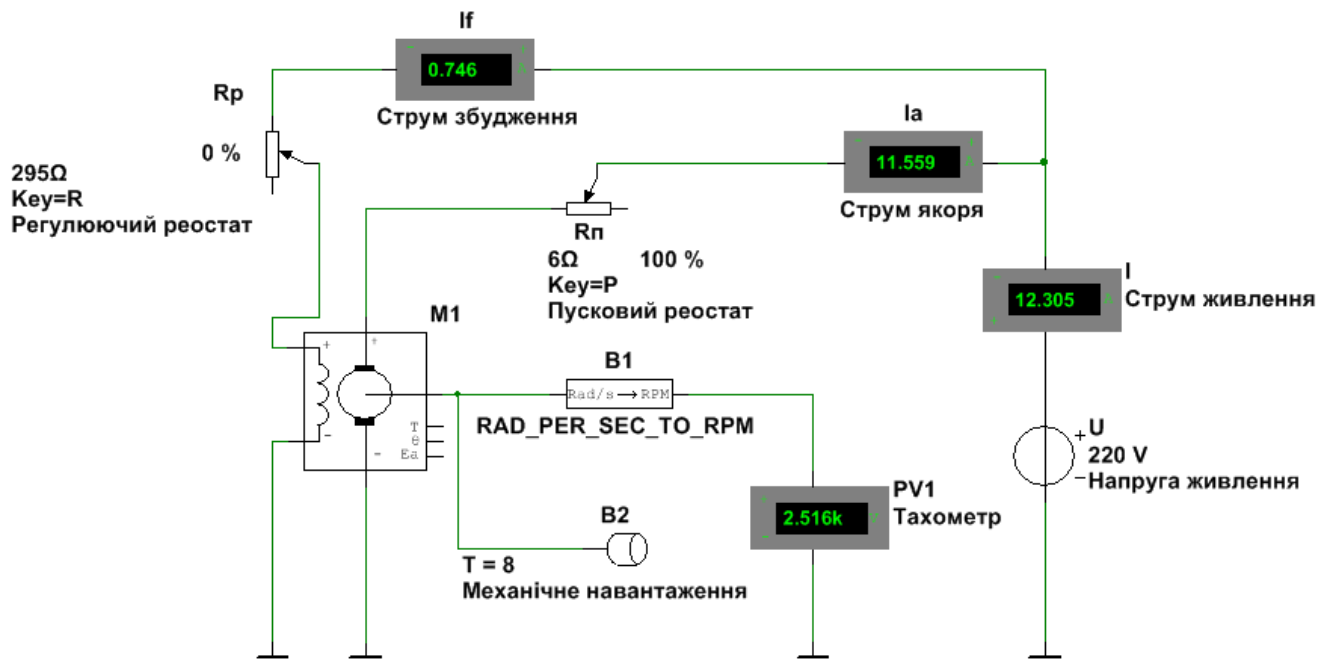 If
0.746
A
Струм збудження
Rp
0 %
295Ω
Key=R
Регулюючий реостат
Ia
11.559
A
Струм якоря
Rп
6Ω 100 %
Key=P
Пусковий реостат
I
12.305
A
Струм живлення
M1
T
θ
Ea
B1
Rad/s → RPM
RAD_PER_SEC_TO_RPM
U
220 V
Напруга живлення
PV1
2.516k
V
Тахометр
B2
T = 8
Механічне навантаження